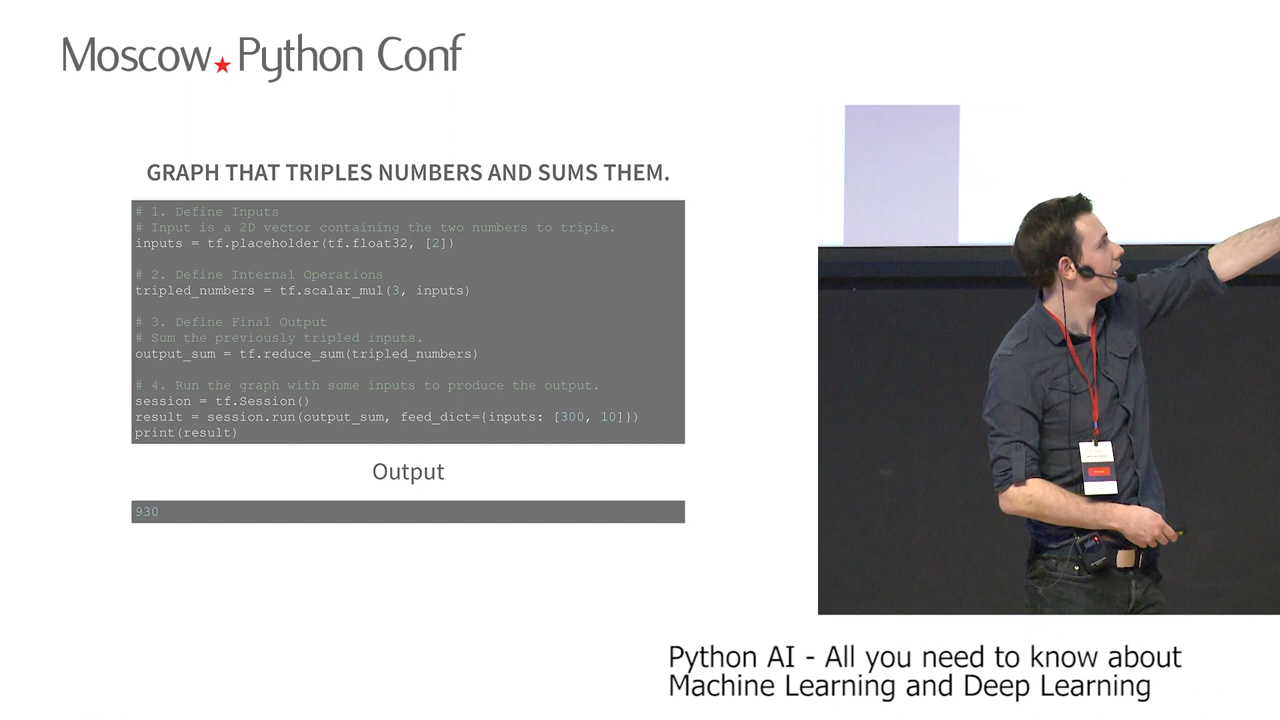 Moscow★Python Conf
GRAPH THAT TRIPLES NUMBERS AND SUMS THEM.
# 1. Define Inputs
# Input is a 2D vector containing the two numbers to triple.
inputs = tf.placeholder(tf.float32, [2])
# 2. Define Internal Operations
tripled_numbers = tf.scalar_mul(3, inputs)
# 3. Define Final Output
# Sum the previously tripled inputs.
output_sum = tf.reduce_sum(tripled_numbers)
# 4. Run the graph with some inputs to produce the output.
session = tf.Session()
result = session.run(output_sum, feed_dict={inputs: [300, 10]})
print(result)
Output
930
Python AI - All you need to know about
Machine Learning and Deep Learning